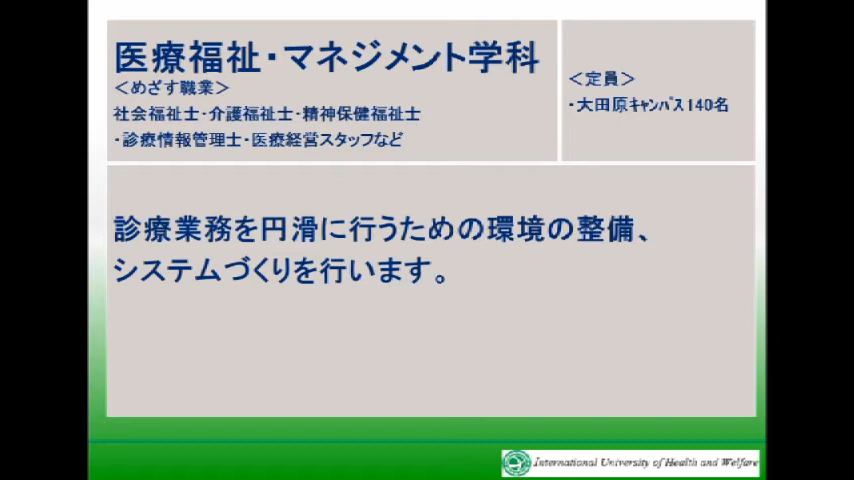 医療福祉・マネジメント学科
＜めざす職業＞
社会福祉士・介護福祉士・精神保健福祉士
・診療情報管理士・医療経営スタッフなど
＜定員＞
・大田原ｷｬﾝﾊﾟｽ140名
診療業務を円滑に行うための環境の整備、
システムづくりを行います。
International University of Health and Welfare